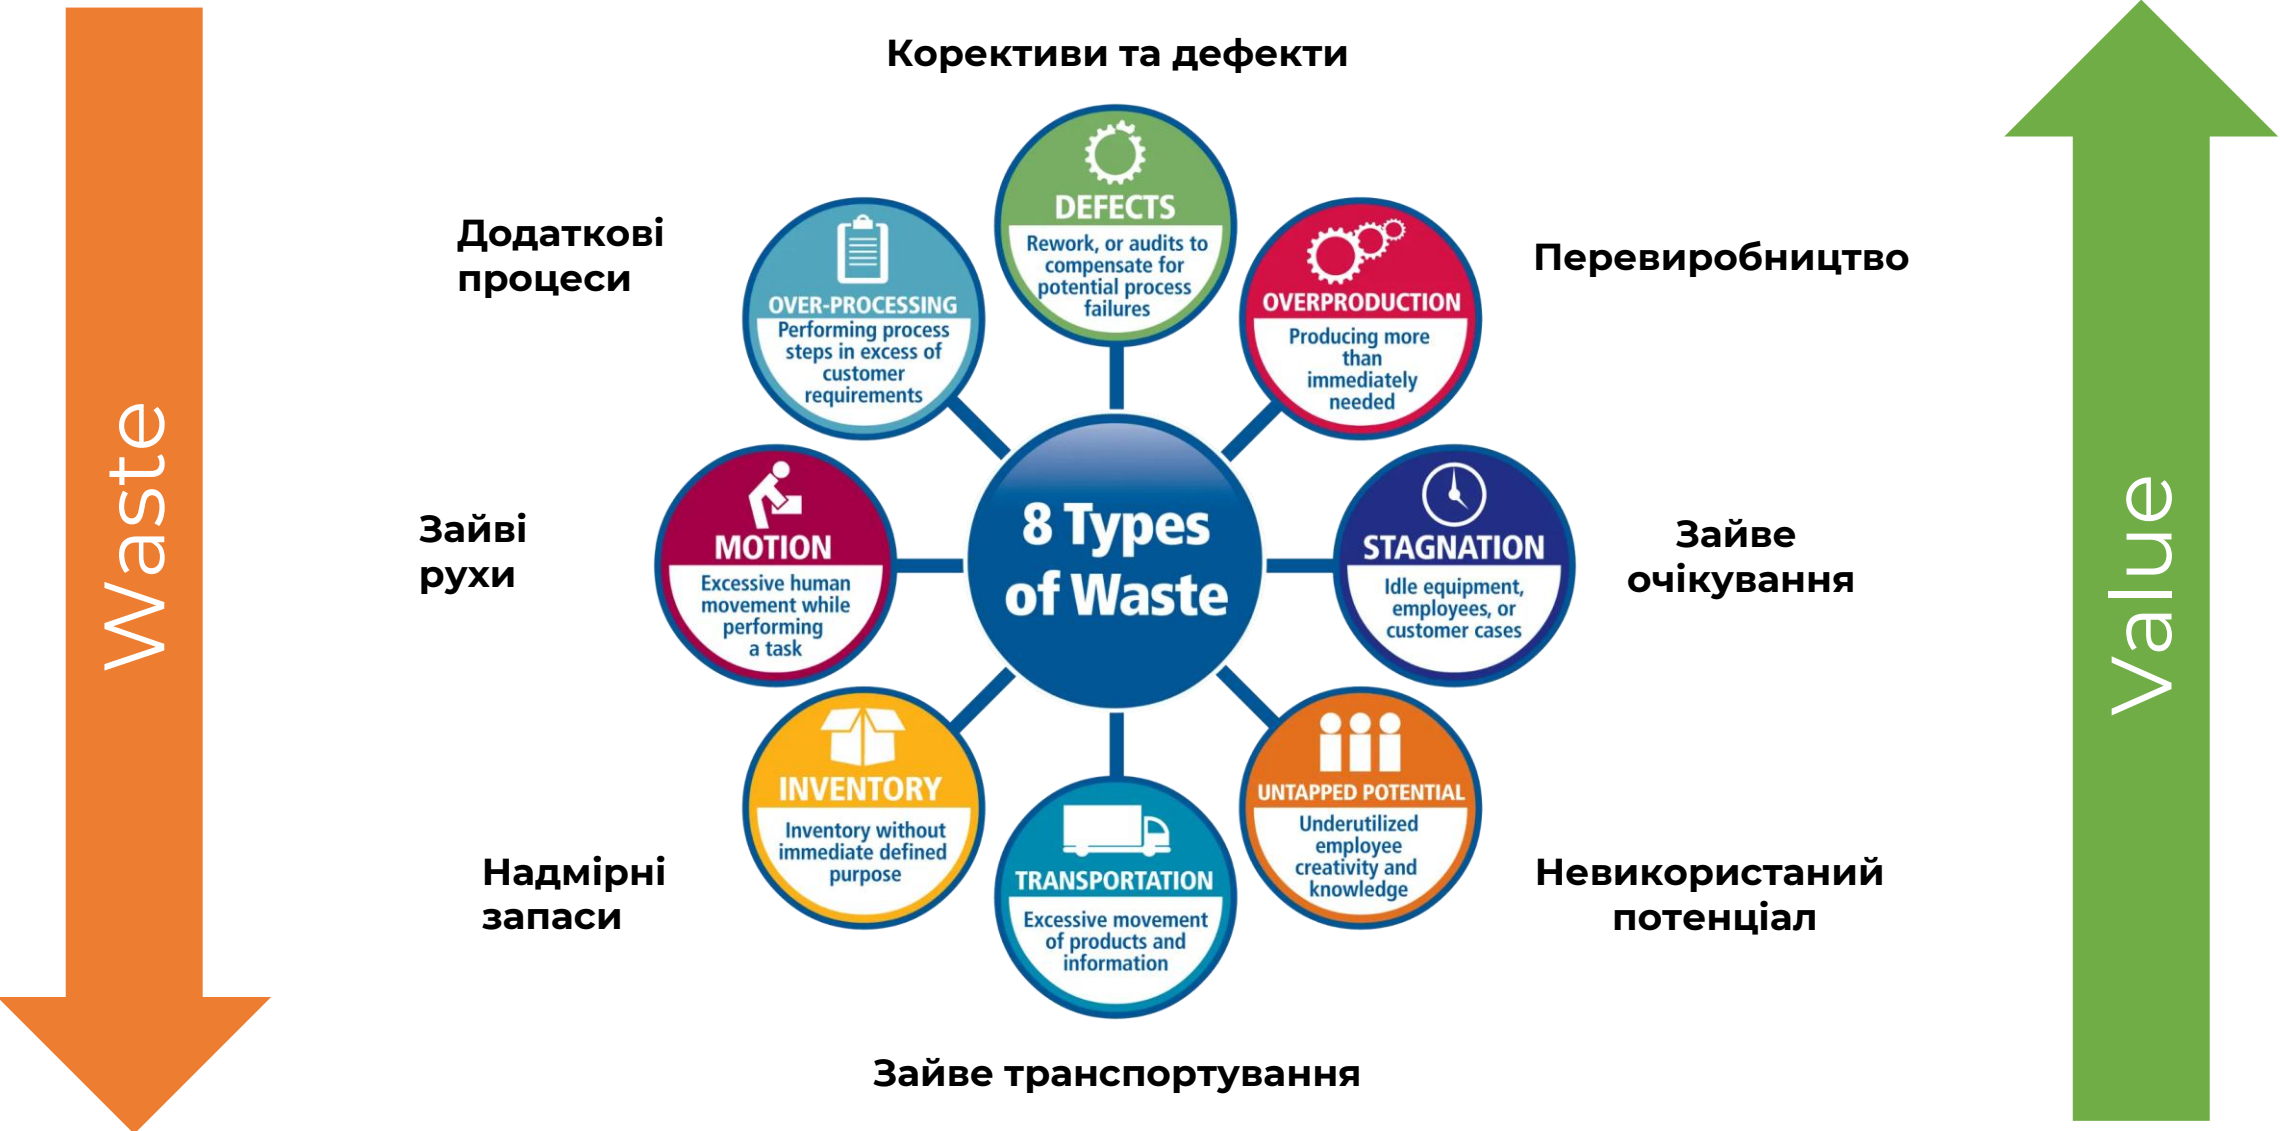 Корективи та дефекти
DEFECTS
Rework, or audits to
compensate for
potential process
failures
Додаткові
процеси
OVER-PROCESSING
Performing process
steps in excess of
customer
requirements
OVERPRODUCTION
Producing more
than
immediately
needed
Перевиробництво
Waste
Зайві
рухи
MOTION
Excessive human
movement while
performing
a task
8 Types
of Waste
STAGNATION
Idle equipment,
employees, or
customer cases
Зайве
очікування
Value
Надмірні
запаси
INVENTORY
Inventory without
immediate defined
purpose
TRANSPORTATION
Excessive movement
of products and
information
UNTAPPED POTENTIAL
Underutilized
employee
creativity and
knowledge
Невикористаний
потенціал
Зайве транспортування